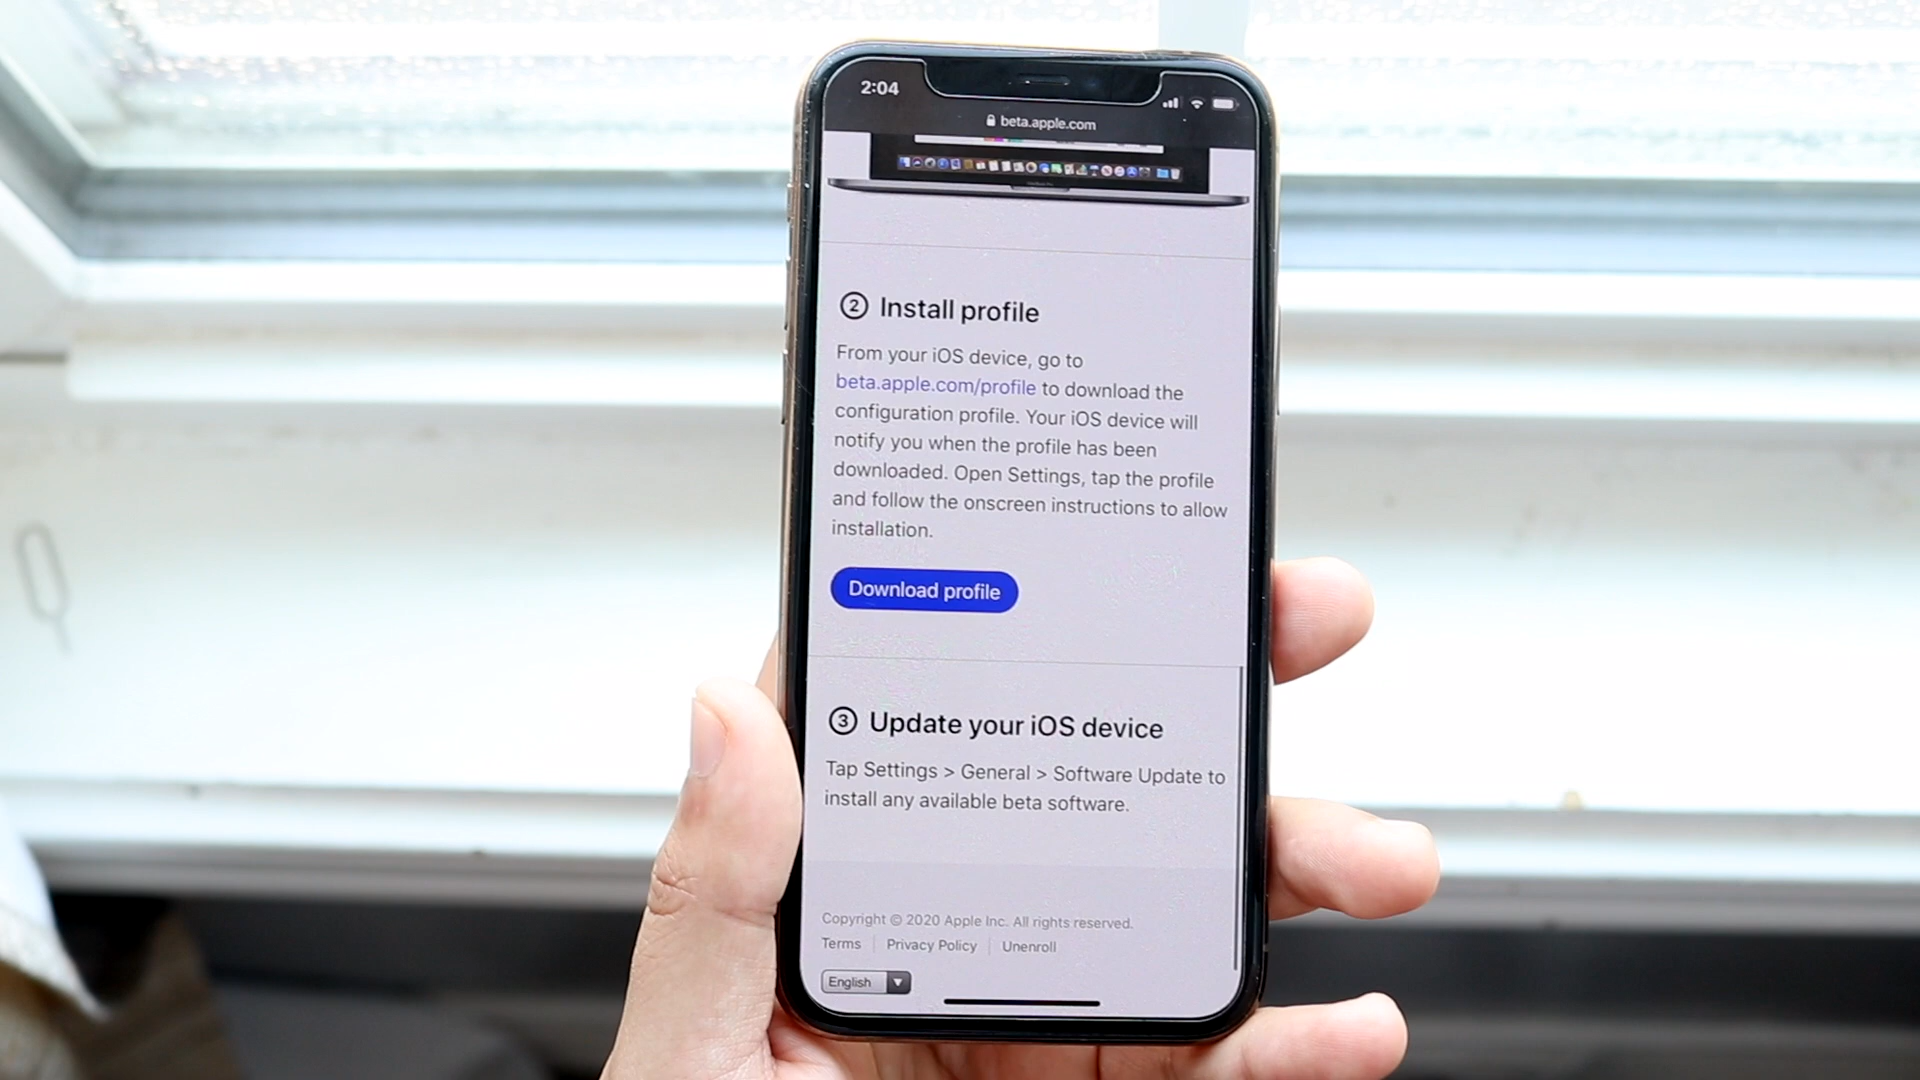 2:04
beta.apple.com
2 Install profile
From your iOS device, go to
beta.apple.com/profile to download the
configuration profile. Your iOS device will
notify you when the profile has been
downloaded. Open Settings, tap the profile
and follow the onscreen instructions to allow
installation.
Download profile
3 Update your iOS device
Tap Settings > General > Software Update to
install any available beta software.
Copyright © 2020 Apple Inc. All rights reserved.
Terms | Privacy Policy | Unenroll
English